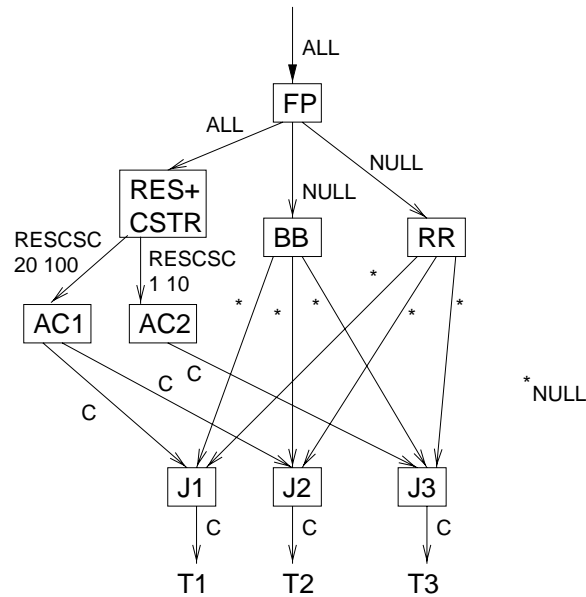 ALL
FP
ALL
NULL
NULL
RES+
CSTR
BB
RR
RESCSC
20 100
RESCSC
1 10
*
*
*
*
*
*
AC1
AC2
C
C
C
*NULL
J1
J2
J3
C
C
C
T1
T2
T3